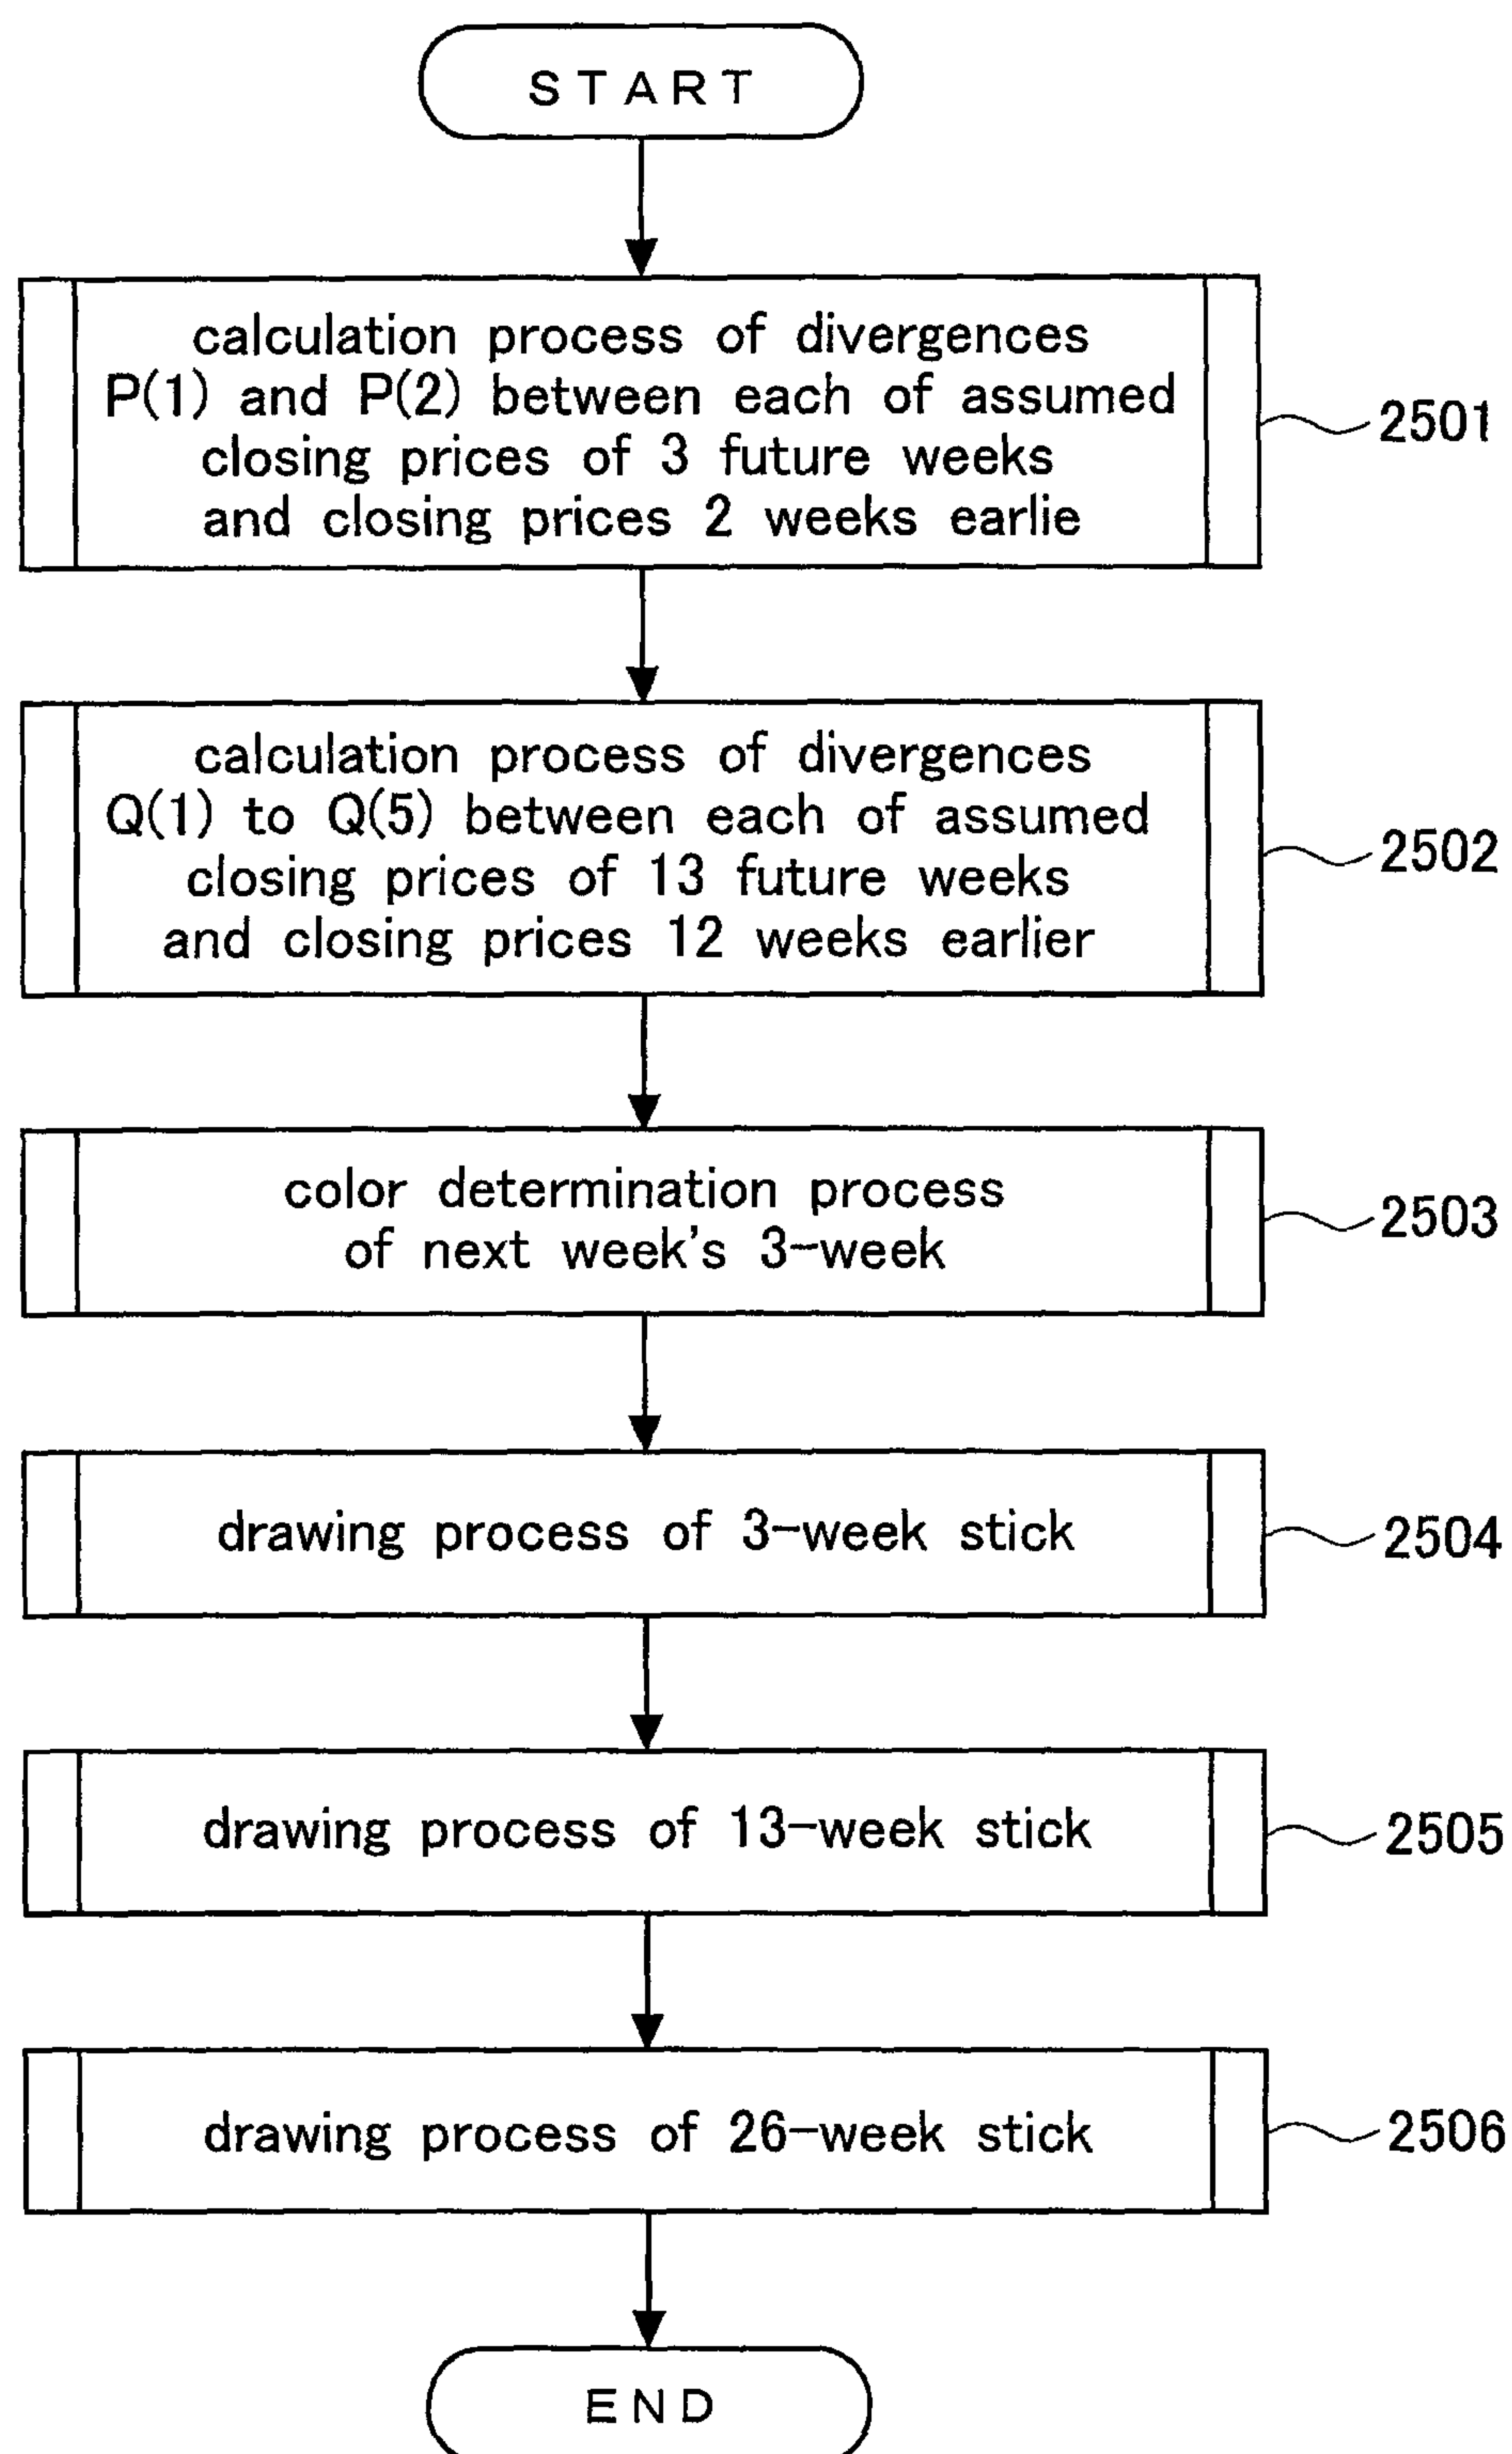 START
calculation process of divergences
P(1) and P(2) between each of assumed
closing prices of 3 future weeks
and closing prices 2 weeks earlie
2501
calculation process of divergences
Q(1) to Q(5) between each of assumed
closing prices of 13 future weeks
and closing prices 12 weeks earlier
2502
color determination process
of next week's 3-week
2503
drawing process of 3-week stick
2504
drawing process of 13-week stick
2505
drawing process of 26-week stick
2506
END